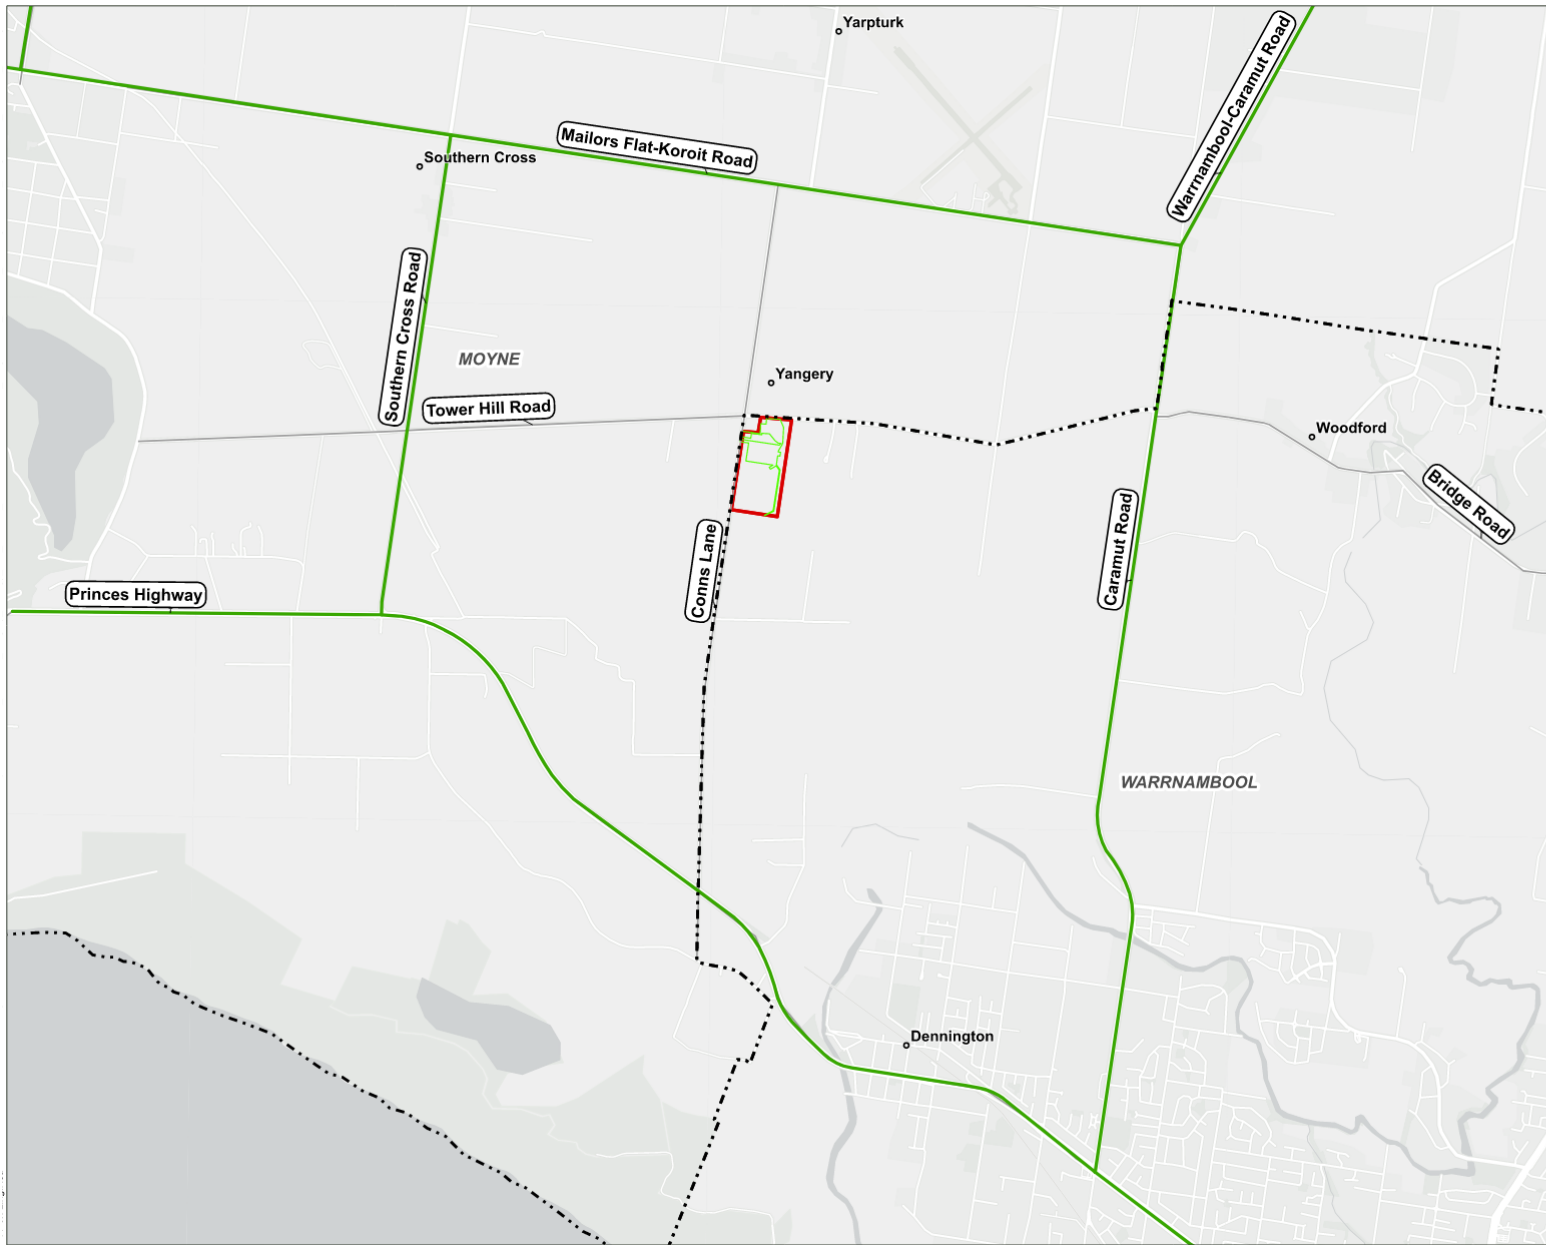 Yarpturk
Warrnambool-Caramut Road
Mailors Flat-Koroit Road
Southern Cross
Southern Cross Road
MOYNE
Yangery
Tower Hill Road
Woodford
Bridge Road
Caramut Road
Conns Lane
Princes Highway
WARRNAMBOOL
Dennington